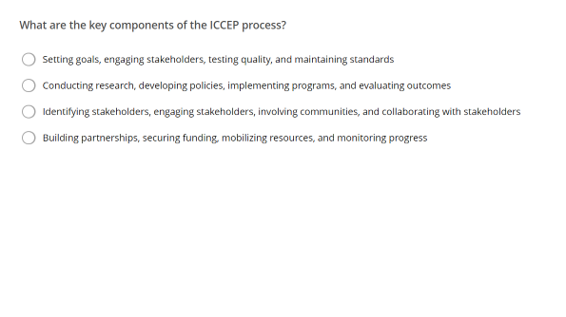 What are the key components of the ICCEP process?
Setting goals, engaging stakeholders, testing quality, and maintaining standards
Conducting research, developing policies, implementing programs, and evaluating outcomes
Identifying stakeholders, engaging stakeholders, involving communities, and collaborating with stakeholders
Building partnerships, securing funding, mobilizing resources, and monitoring progress